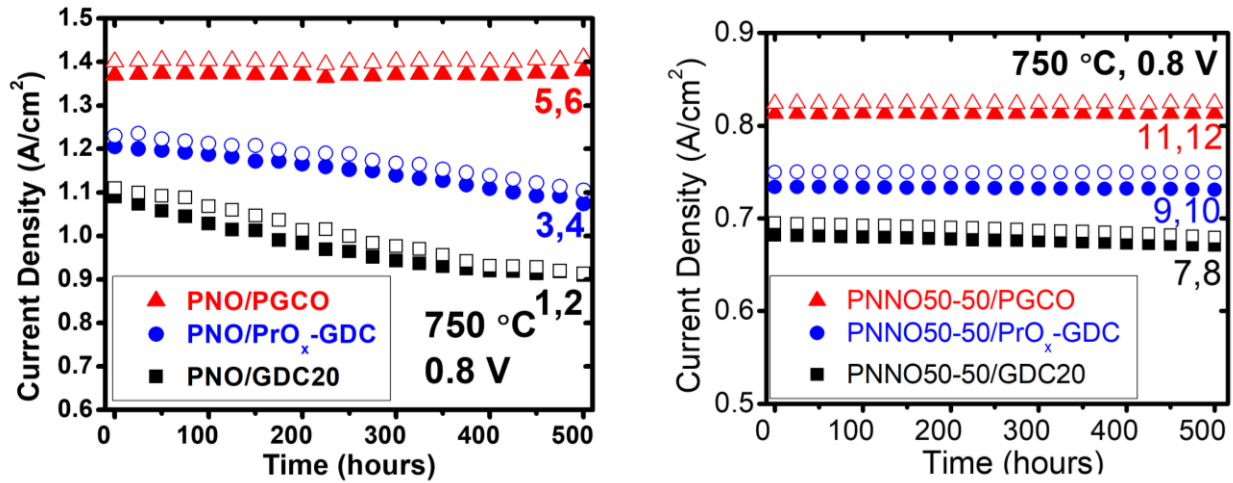 1.5
1.4
1.3
1.2
1.1
1.0
0.9
0.8
0.7
0.6
Current Density (A/cm²)
5,6
3,4
1,2
PNO/PGCO
PNO/PrOₓ-GDC
PNO/GDC20
750 °C
0.8 V
0 100 200 300 400 500
Time (hours)
0.9
0.8
0.7
0.6
0.5
Current Density (A/cm²)
750 °C, 0.8 V
11,12
9,10
7,8
PNNO50-50/PGCO
PNNO50-50/PrOₓ-GDC
PNNO50-50/GDC20
0 100 200 300 400 500
Time (hours)